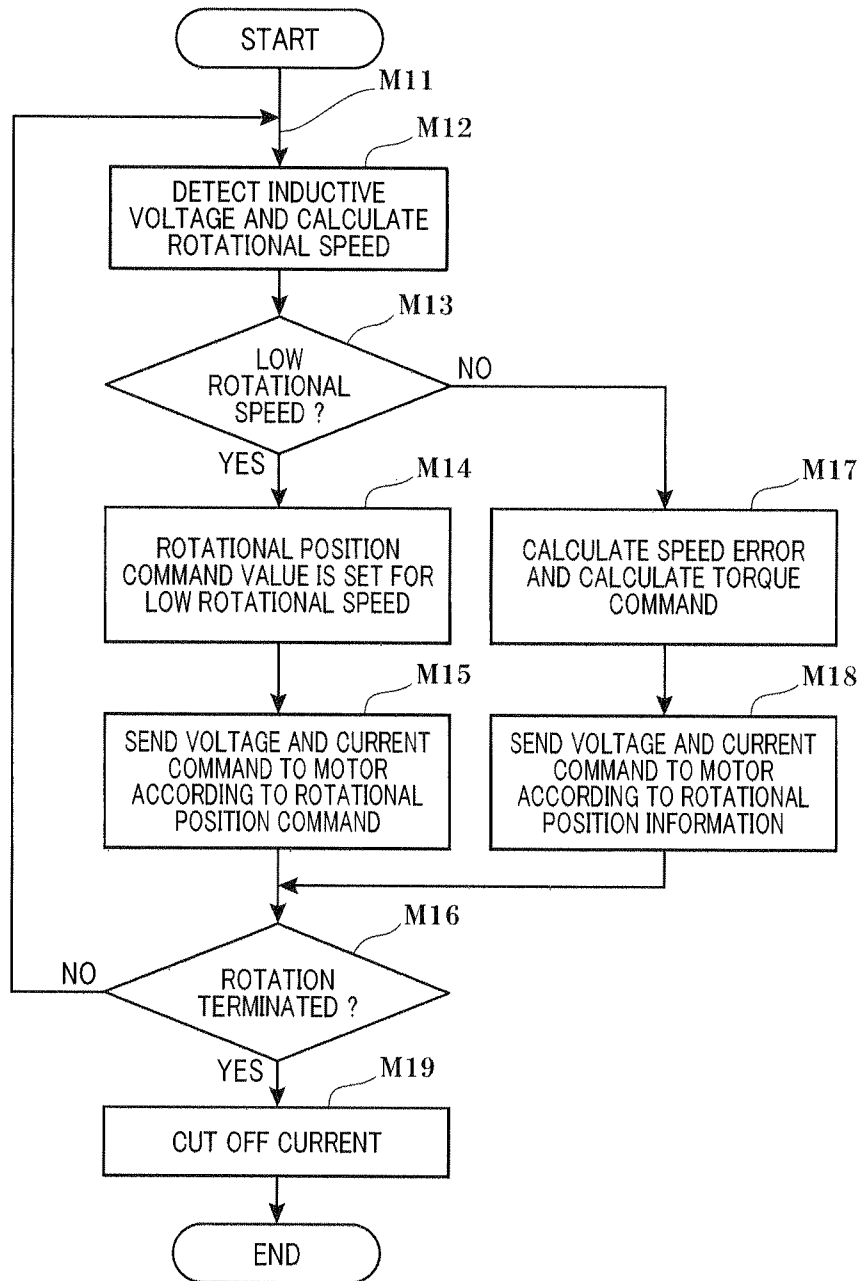 START
M11
M12
DETECT INDUCTIVE
VOLTAGE AND CALCULATE
ROTATIONAL SPEED
M13
LOW
ROTATIONAL
SPEED ?
NO
YES
M14
ROTATIONAL POSITION
COMMAND VALUE IS SET FOR
LOW ROTATIONAL SPEED
M17
CALCULATE SPEED ERROR
AND CALCULATE TORQUE
COMMAND
M15
SEND VOLTAGE AND CURRENT
COMMAND TO MOTOR
ACCORDING TO ROTATIONAL
POSITION COMMAND
M18
SEND VOLTAGE AND CURRENT
COMMAND TO MOTOR
ACCORDING TO ROTATIONAL
POSITION INFORMATION
M16
NO
ROTATION
TERMINATED ?
YES
M19
CUT OFF CURRENT
END